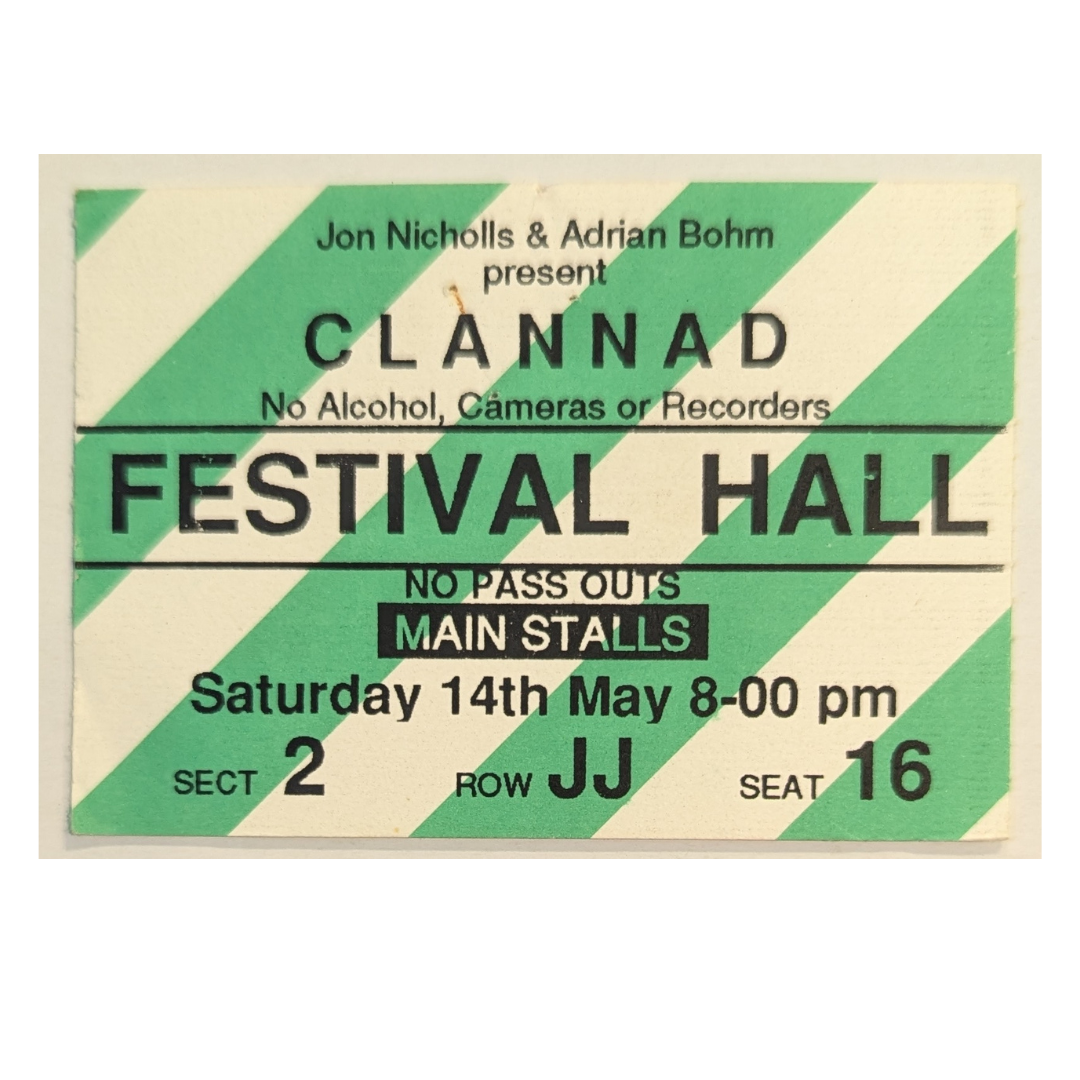 Jon Nicholls & Adrian Bohm
present
CLANNAD
No Alcohol, Cameras or Recorders
FESTIVAL HALL
NO PASS OUTS
MAIN STALLS
Saturday 14th May 8-00 pm
SECT 2 ROW JJ SEAT 16